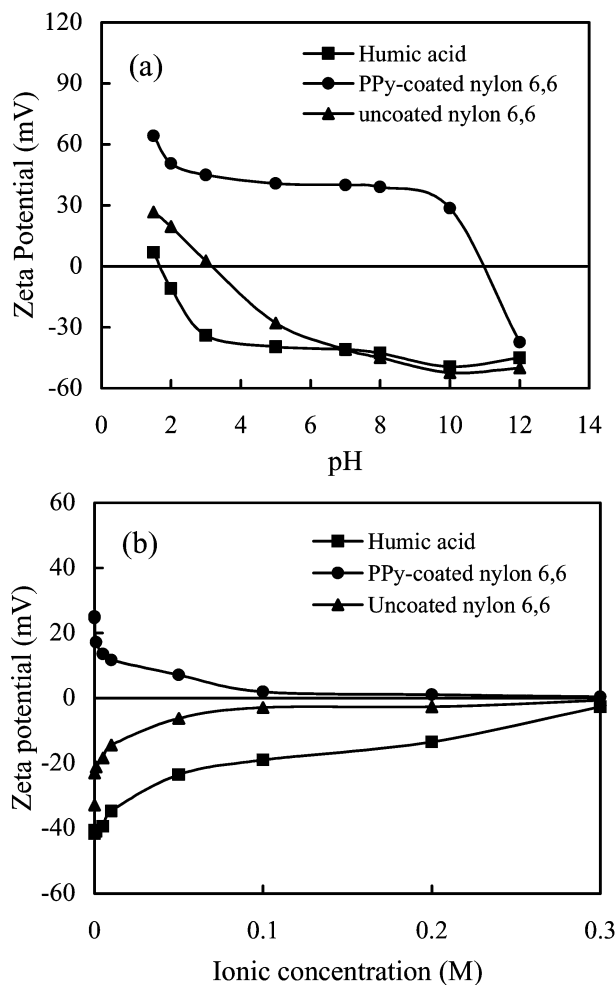 120
90
60
30
0
-30
-60
Zeta Potential (mV)
(a)
Humic acid
PPy-coated nylon 6,6
uncoated nylon 6,6
0 2 4 6 8 10 12 14
pH
60
40
20
0
-20
-40
-60
Zeta potential (mV)
(b)
Humic acid
PPy-coated nylon 6,6
Uncoated nylon 6,6
0 0.1 0.2 0.3
Ionic concentration (M)